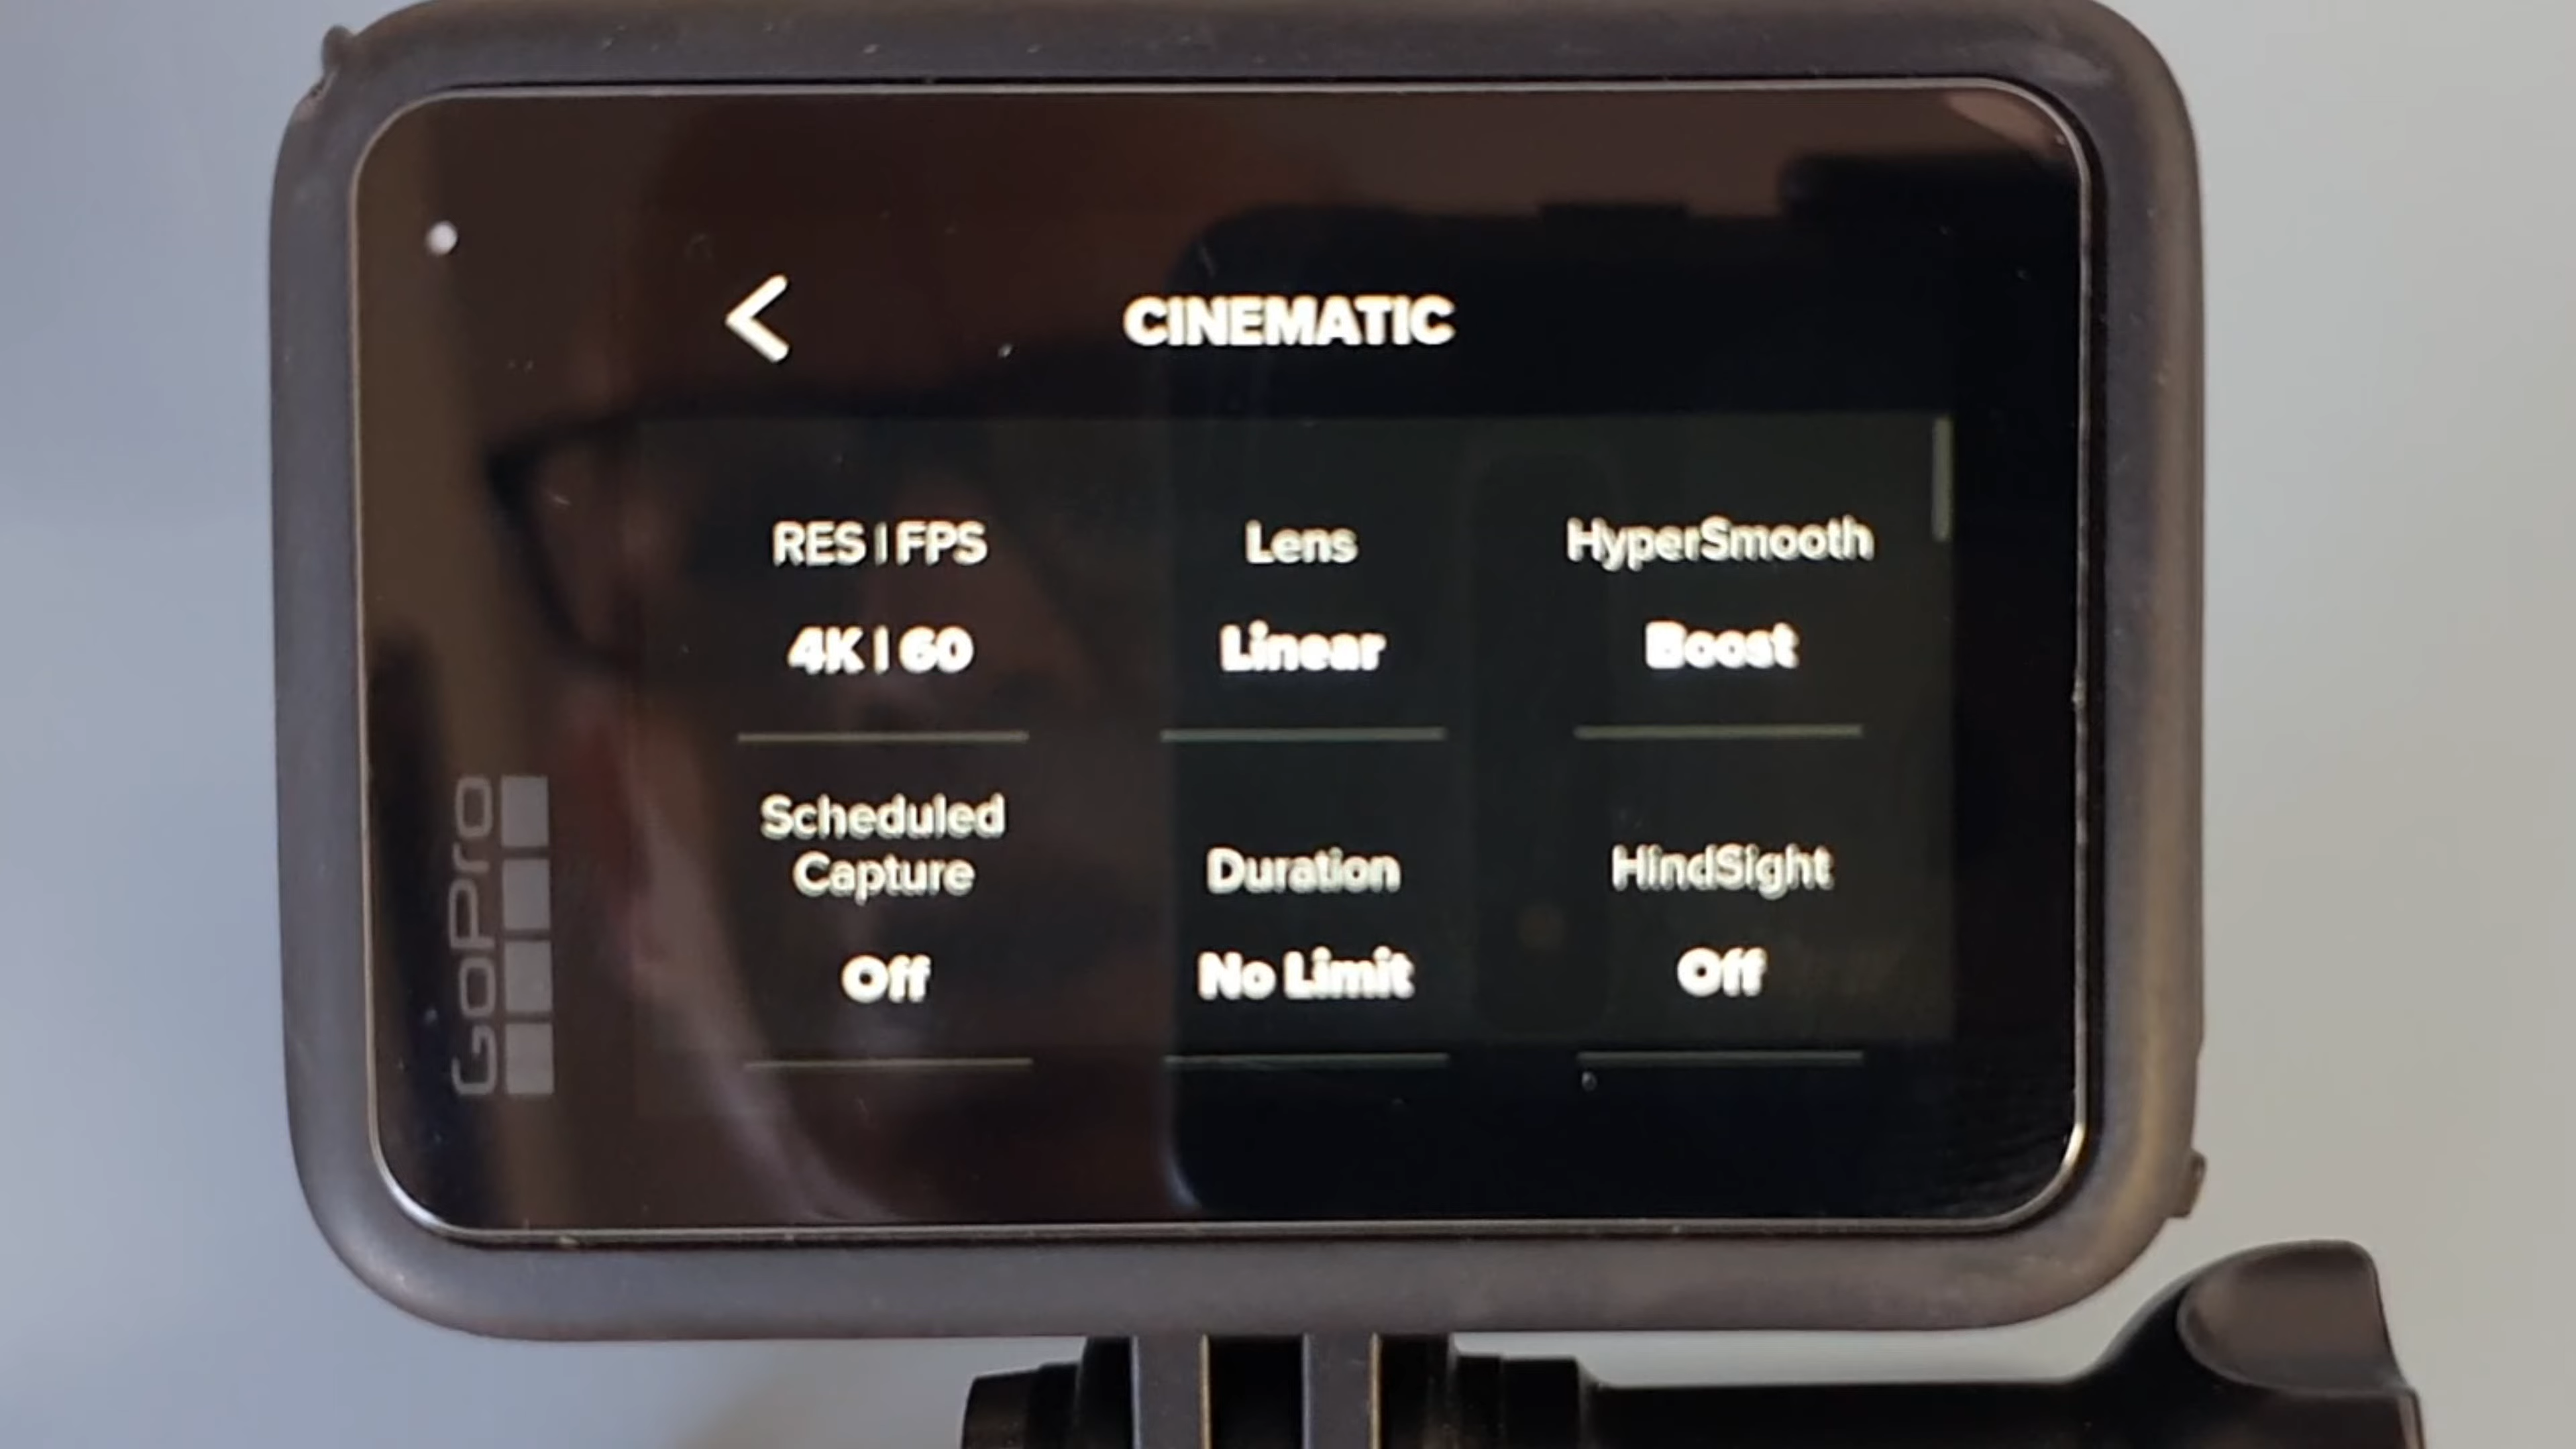 CINEMATIC
RES | FPS
4K | 60
Lens
Linear
HyperSmooth
Boost
Scheduled
Capture
Off
Duration
No Limit
HindSight
Off
GoPro